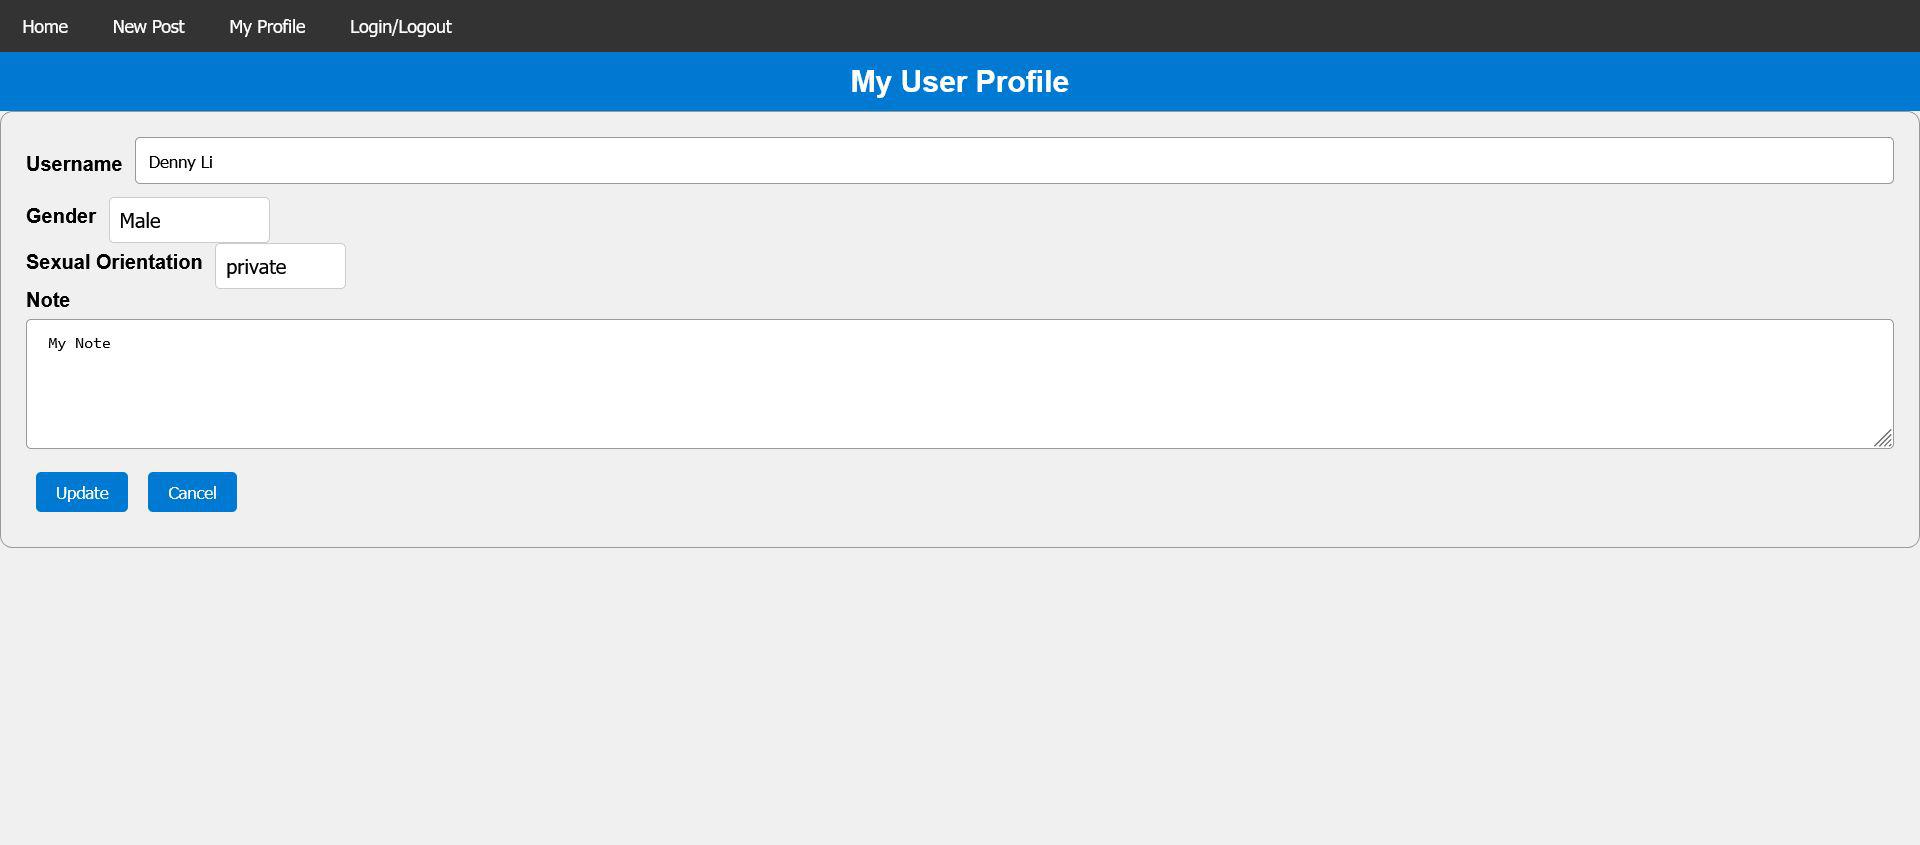 Home New Post My Profile Login/Logout
My User Profile
Username Denny Li
Gender Male
Sexual Orientation private
Note
My Note
Update Cancel